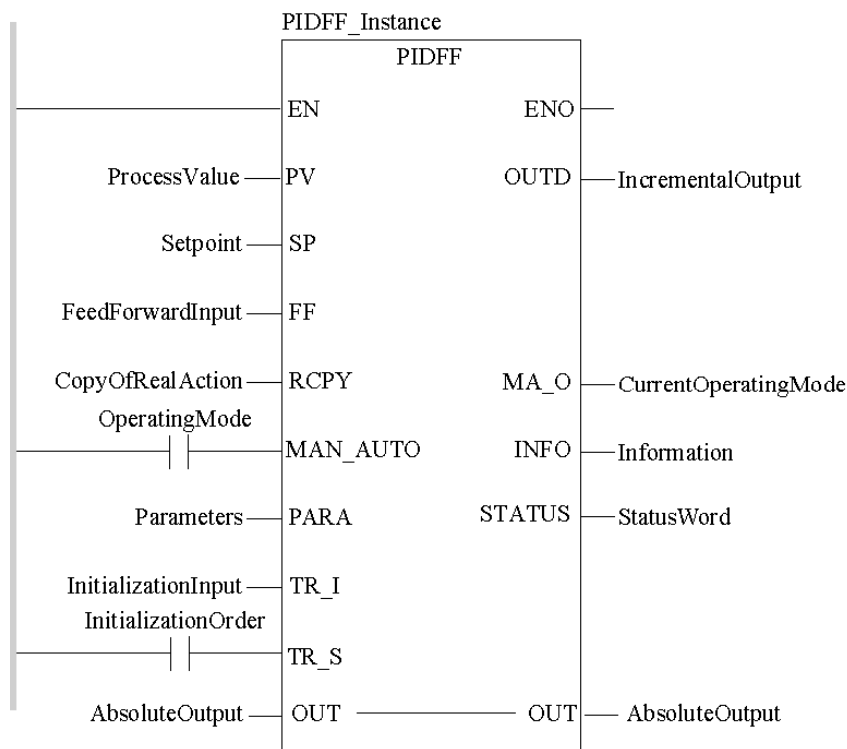 PIDFF_Instance
PIDFF
EN ENO
ProcessValue PV OUTD IncrementalOutput
Setpoint SP
FeedForwardInput FF
CopyOfRealAction RCPY MA_O CurrentOperatingMode
OperatingMode
MAN_AUTO INFO Information
Parameters PARA STATUS StatusWord
InitializationInput TR_I
InitializationOrder
TR_S
AbsoluteOutput OUT OUT AbsoluteOutput